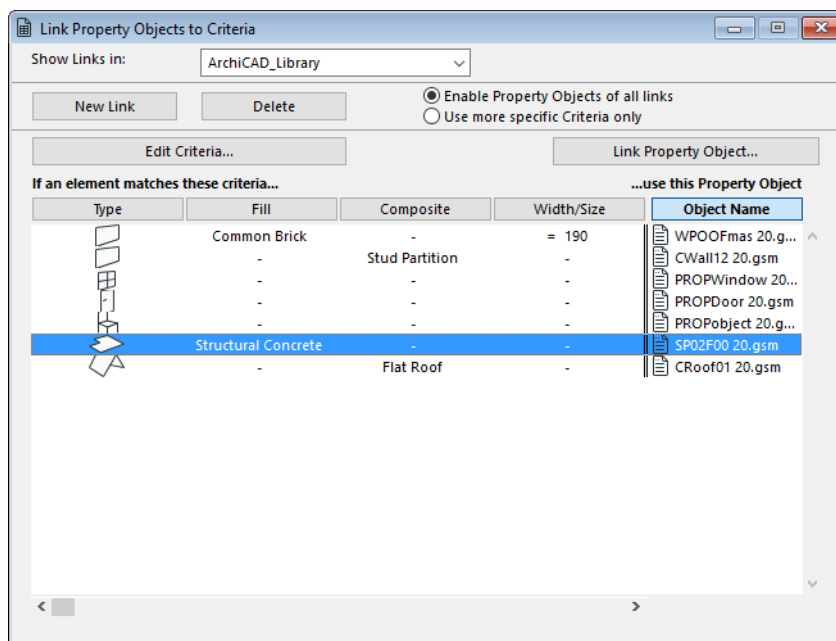 Link Property Objects to Criteria
Show Links in: ArchiCAD_Library
New Link Delete Enable Property Objects of all links
Use more specific Criteria only
Edit Criteria... Link Property Object...
If an element matches these criteria... ...use this Property Object
Type Fill Composite Width/Size Object Name
Common Brick - = 190 WPOOFmas 20.g...
- Stud Partition - CWall12 20.gsm
- - - PROPWindow 20...
- - - PROPDoor 20.gsm
- - - PROPobject 20.g...
Structural Concrete - - SP02F00 20.gsm
- Flat Roof - CRoof01 20.gsm